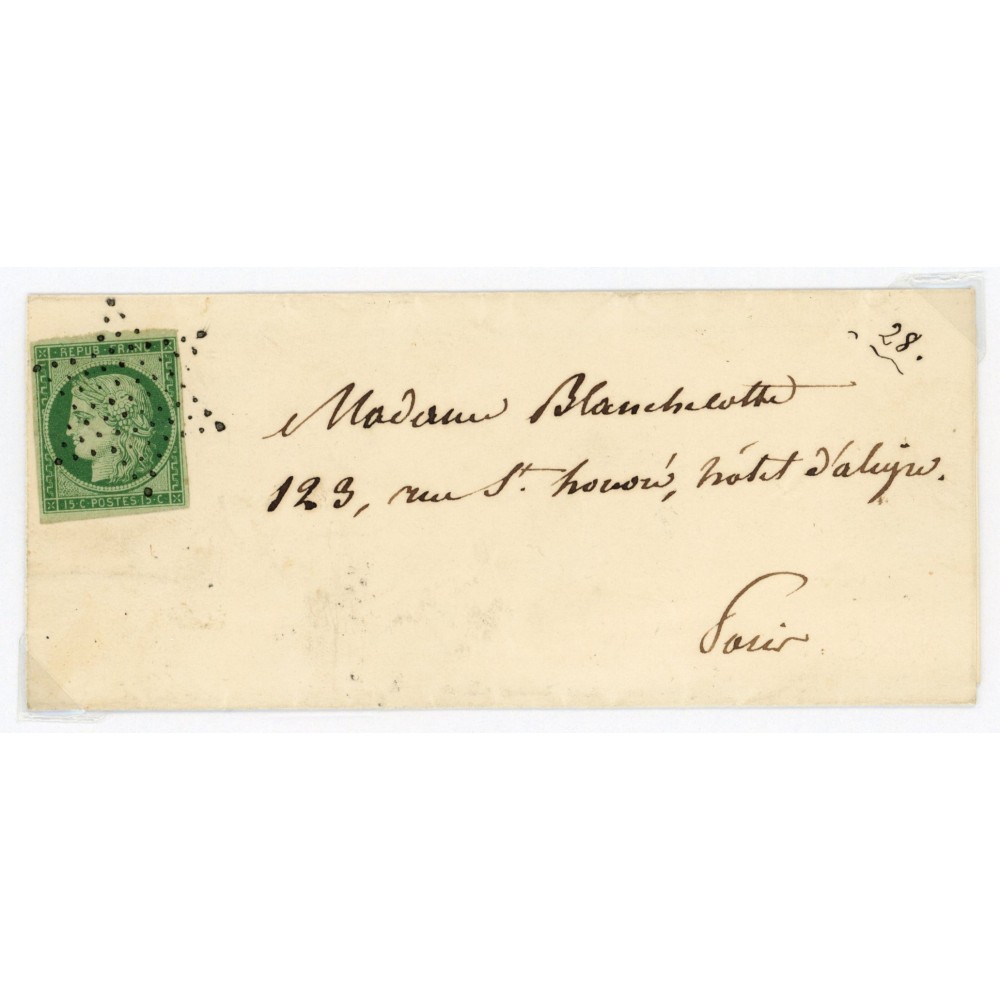 REPUB FRANC
15·C·POSTES·15·C·
28.
Madame Blanchecotte
123, rue St. honoré, hôtel d'aligre.
Paris